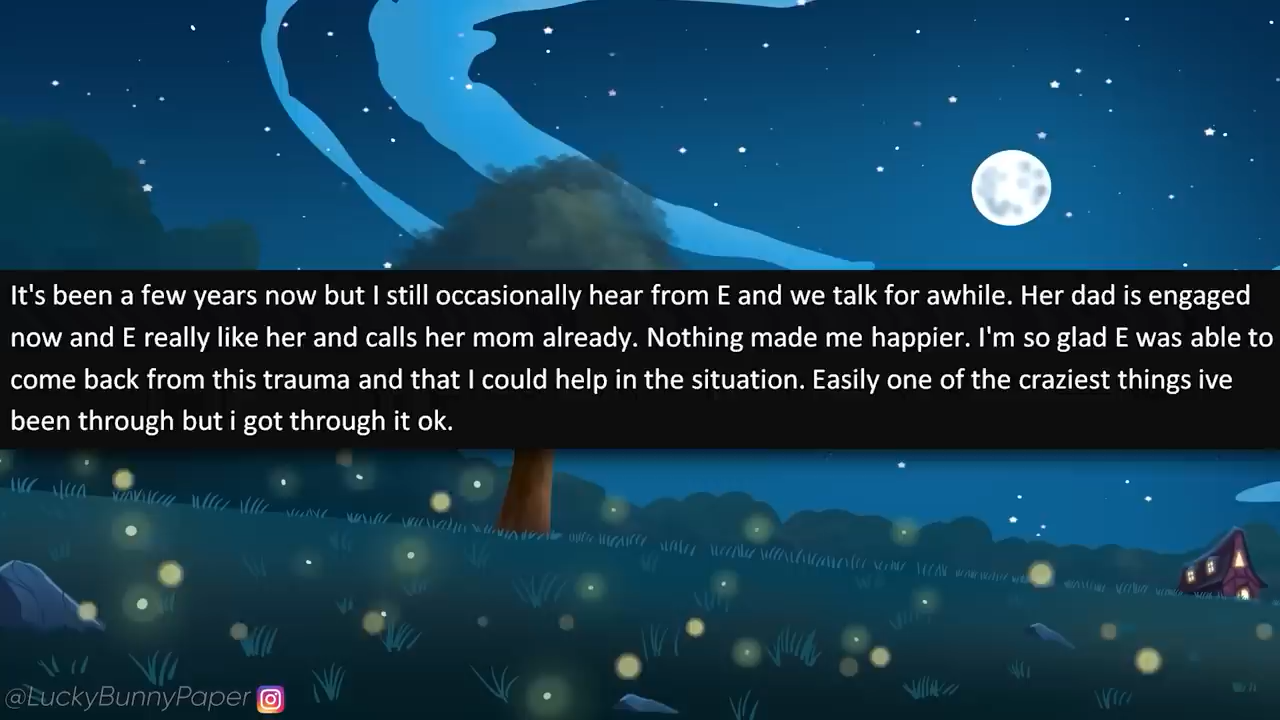 It's been a few years now but I still occasionally hear from E and we talk for awhile. Her dad is engaged
now and E really like her and calls her mom already. Nothing made me happier. I'm so glad E was able to
come back from this trauma and that I could help in the situation. Easily one of the craziest things ive
been through but i got through it ok.
@LuckyBunnyPaper